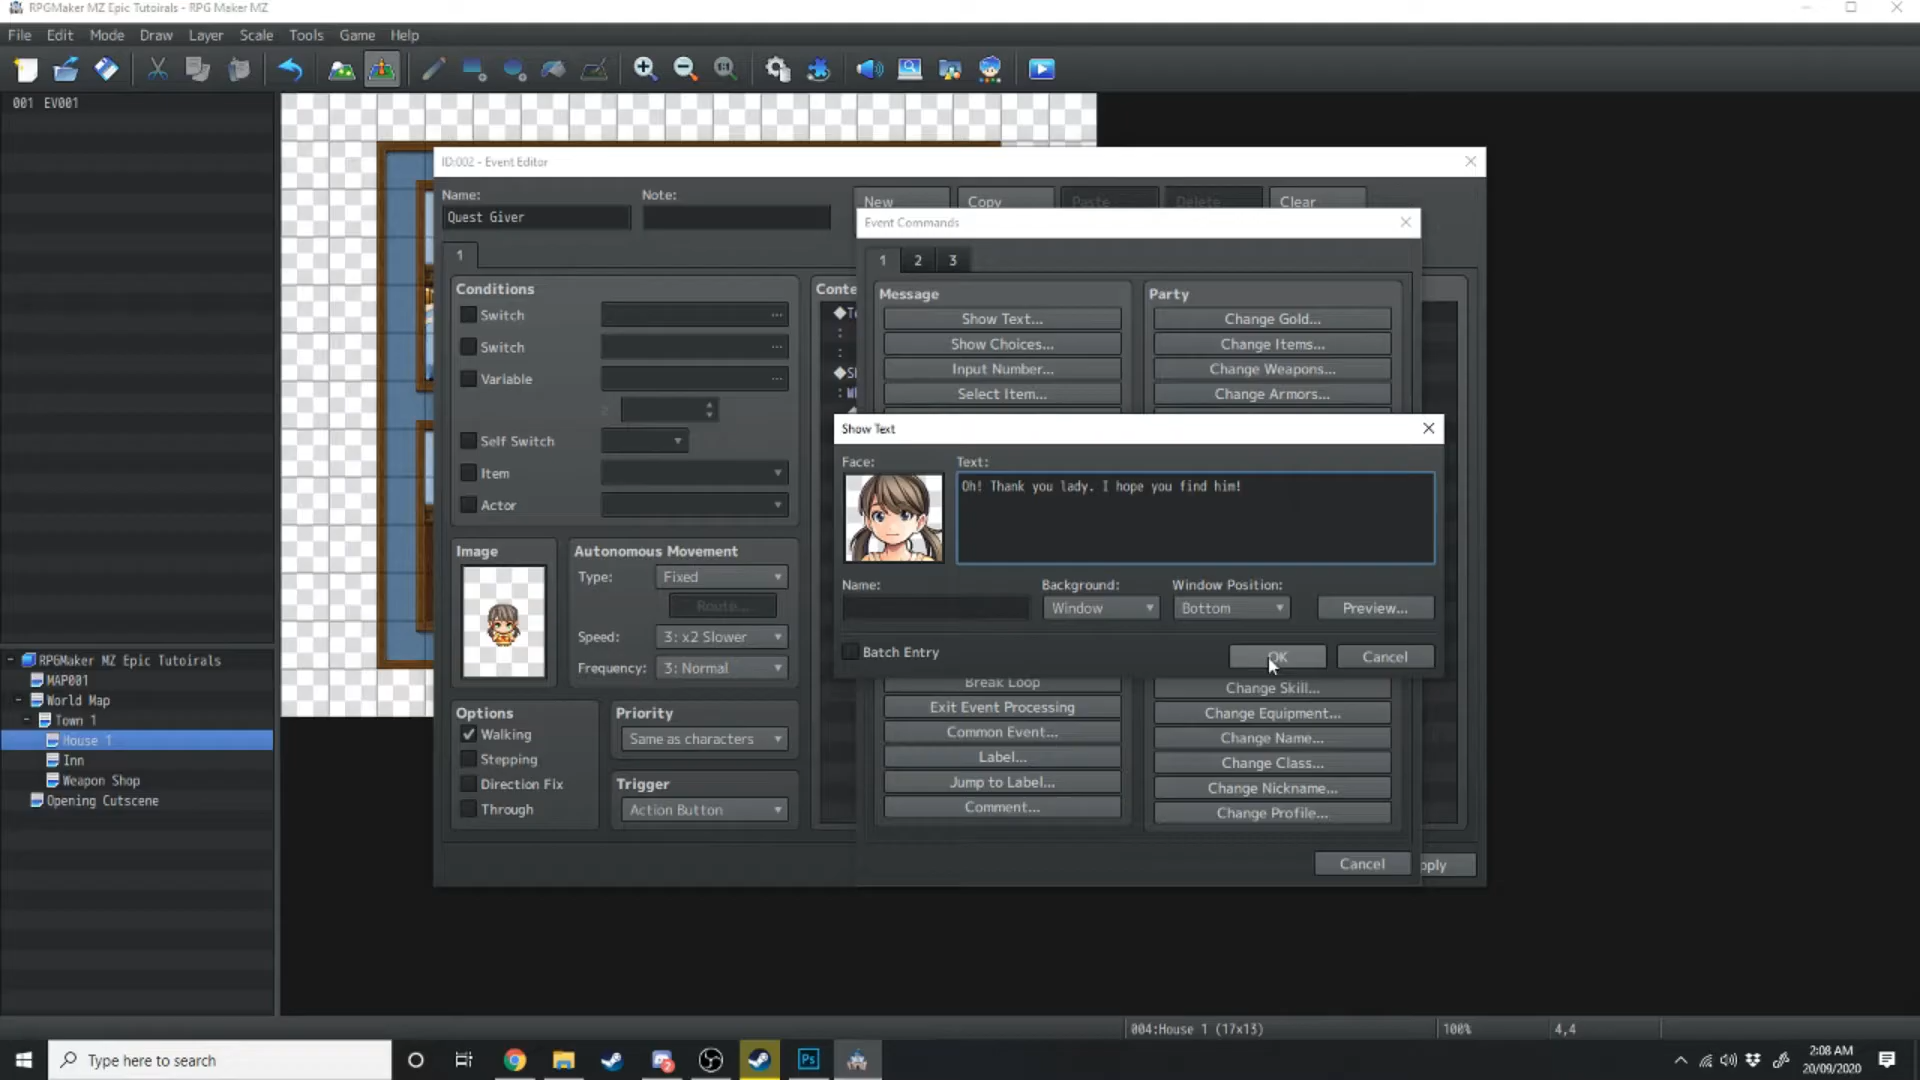 RPGMaker MZ Epic Tutoirals - RPG Maker MZ
File Edit Mode Draw Layer Scale Tools Game Help
001 EV001
ID:002 - Event Editor
Name: Note:
Quest Giver
New Copy Paste Delete Clear
Event Commands
1
1 2 3
Conditions
Switch
Switch
Variable
Self Switch
Item
Actor
Conte
Message
Show Text...
Show Choices...
Input Number...
Select Item...
Party
Change Gold...
Change Items...
Change Weapons...
Change Armors...
Show Text
Face: Text:
Oh! Thank you lady. I hope you find him!
Name: Background: Window Position:
Window Bottom Preview...
Batch Entry
OK Cancel
Image
Autonomous Movement
Type: Fixed
Route...
Speed: 3: x2 Slower
Frequency: 3: Normal
Options
Walking
Stepping
Direction Fix
Through
Priority
Same as characters
Trigger
Action Button
Break Loop
Exit Event Processing
Common Event...
Label...
Jump to Label...
Comment...
Change Skill...
Change Equipment...
Change Name...
Change Class...
Change Nickname...
Change Profile...
Cancel
pply
RPGMaker MZ Epic Tutoirals
MAP001
World Map
Town 1
House 1
Inn
Weapon Shop
Opening Cutscene
004:House 1 (17x13) 100% 4,4
Type here to search
Ps
2:08 AM
20/09/2020